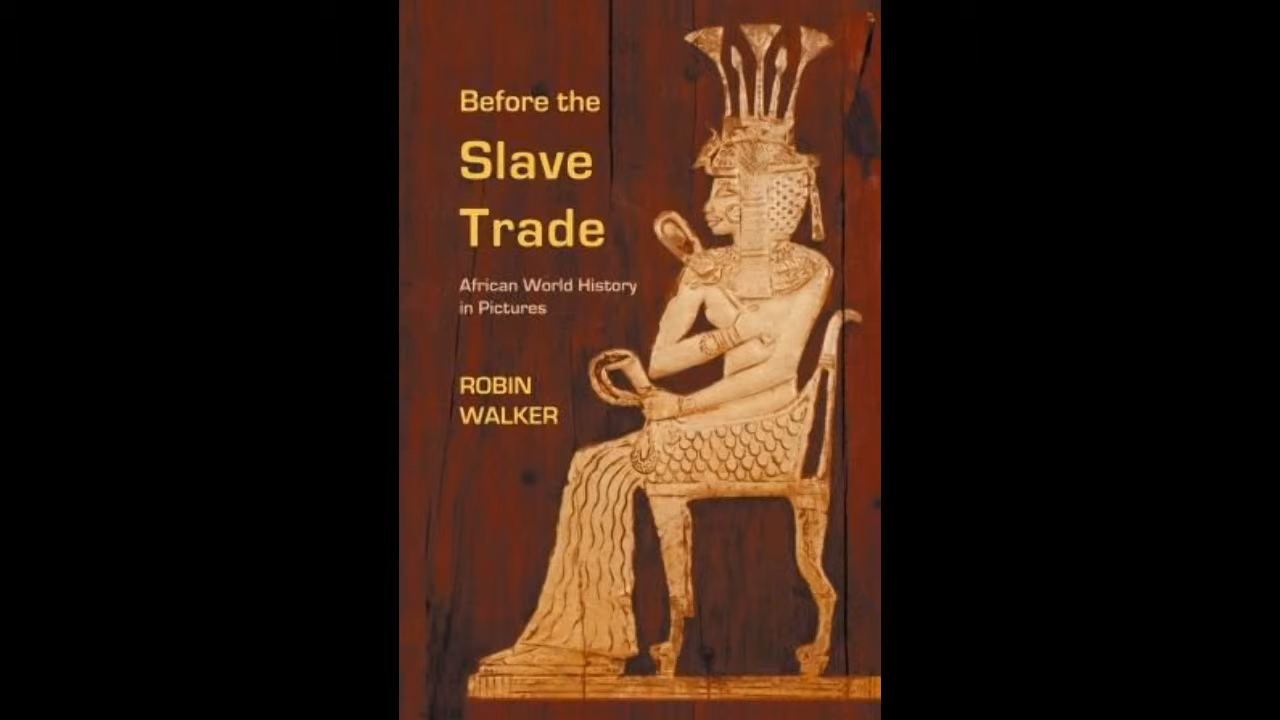 Before the
Slave
Trade
African World History
in Pictures
ROBIN
WALKER